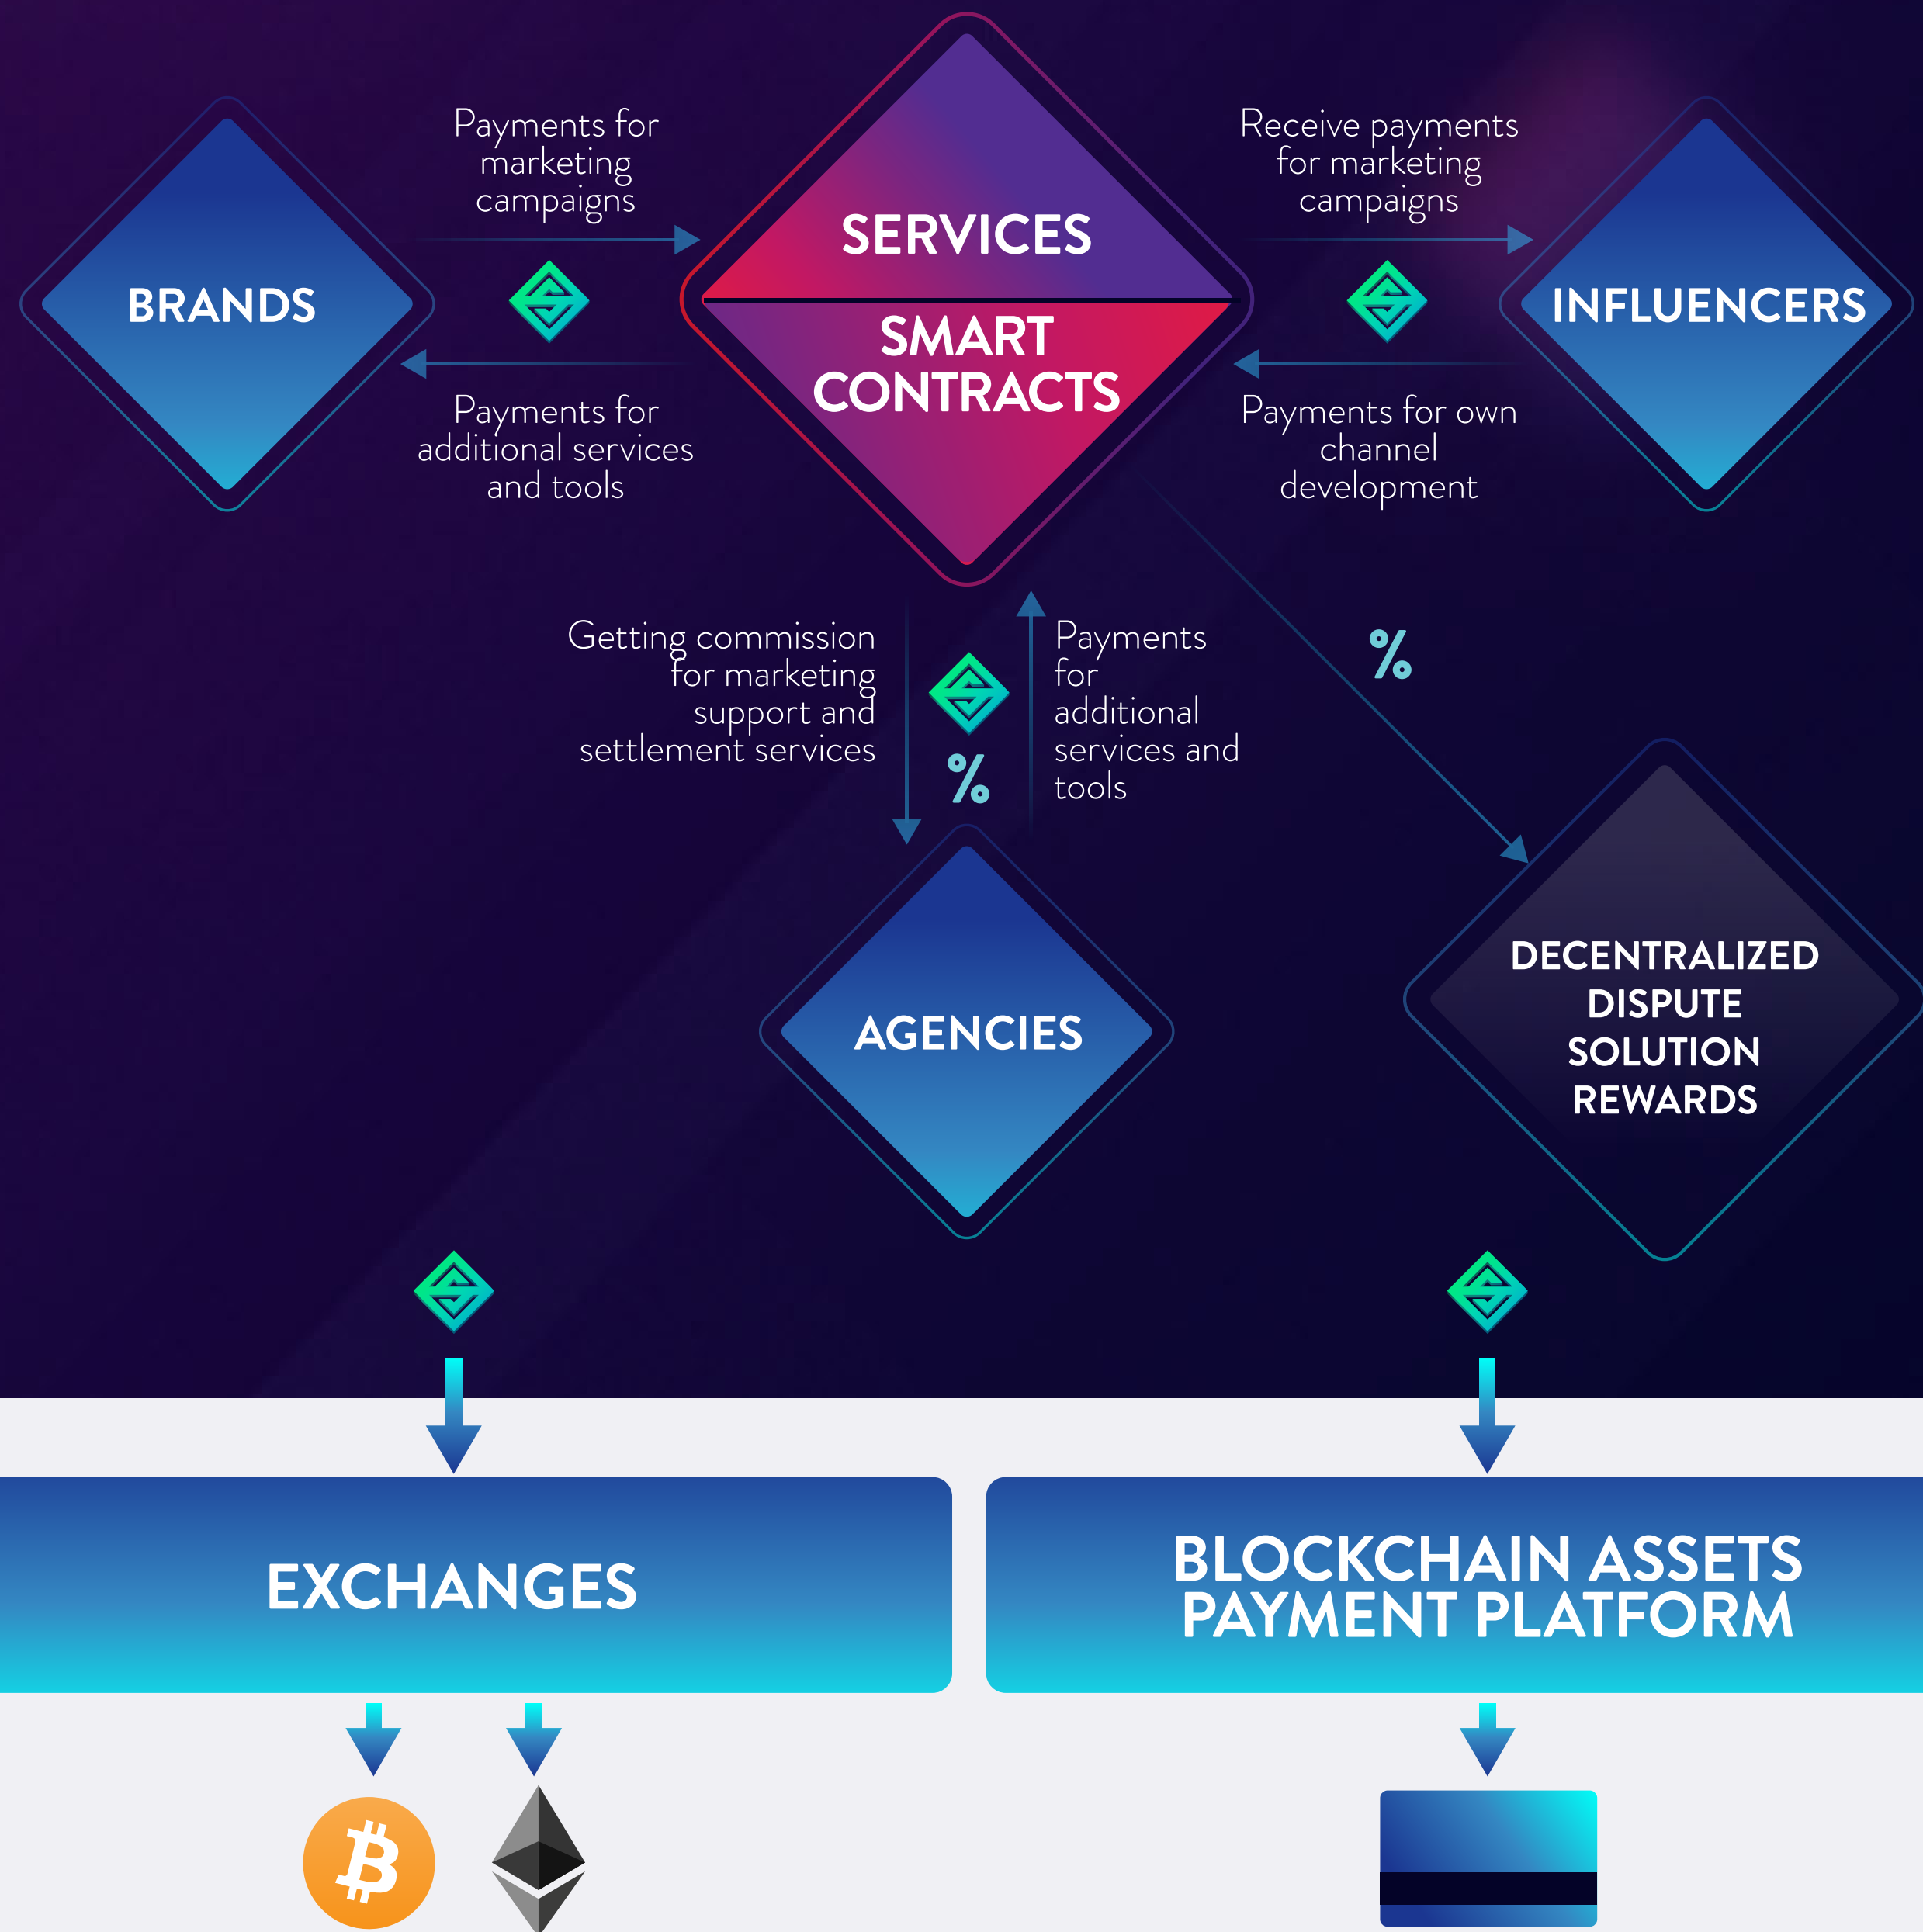 Payments for
marketing
campaigns
Receive payments
for marketing
campaigns
BRANDS
SERVICES
SMART
CONTRACTS
INFLUENCERS
Payments for
additional services
and tools
Payments for own
channel
development
Getting commission
for marketing
support and
settlement services
%
Payments
for
additional
services and
tools
%
AGENCIES
DECENTRALIZED
DISPUTE
SOLUTION
REWARDS
EXCHANGES
BLOCKCHAIN ASSETS
PAYMENT PLATFORM